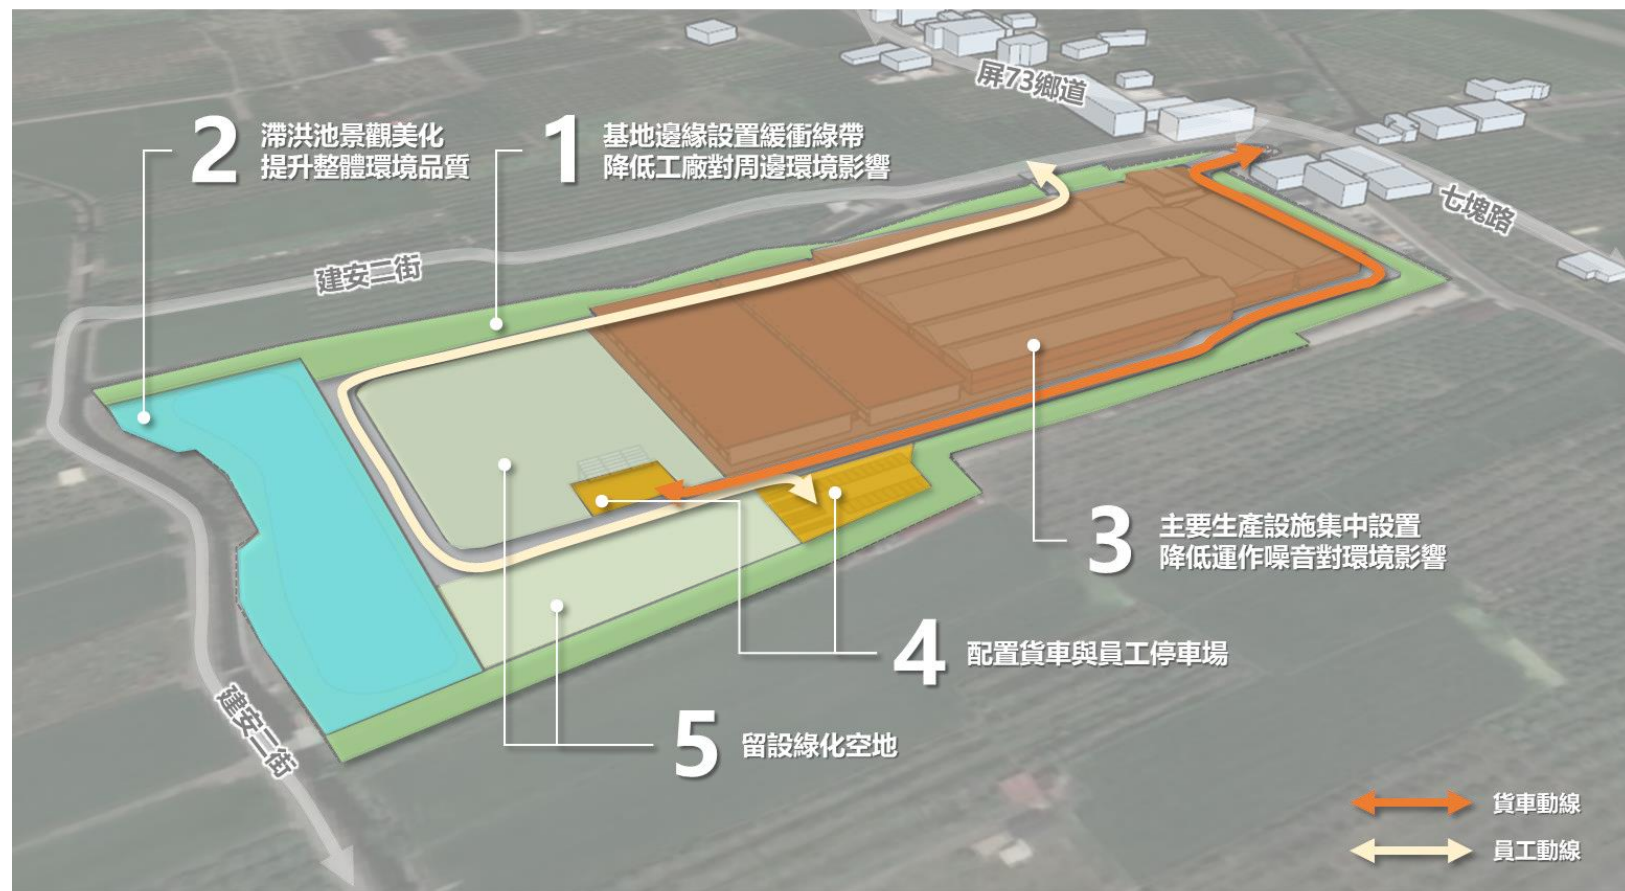 屏73鄉道
2
滯洪池景觀美化
提升整體環境品質
1
基地邊緣設置緩衝綠帶
降低工廠對周邊環境影響
七塊路
建安二街
3
主要生產設施集中設置
降低運作噪音對環境影響
4
配置貨車與員工停車場
建安三街
5
留設綠化空地
貨車動線
員工動線